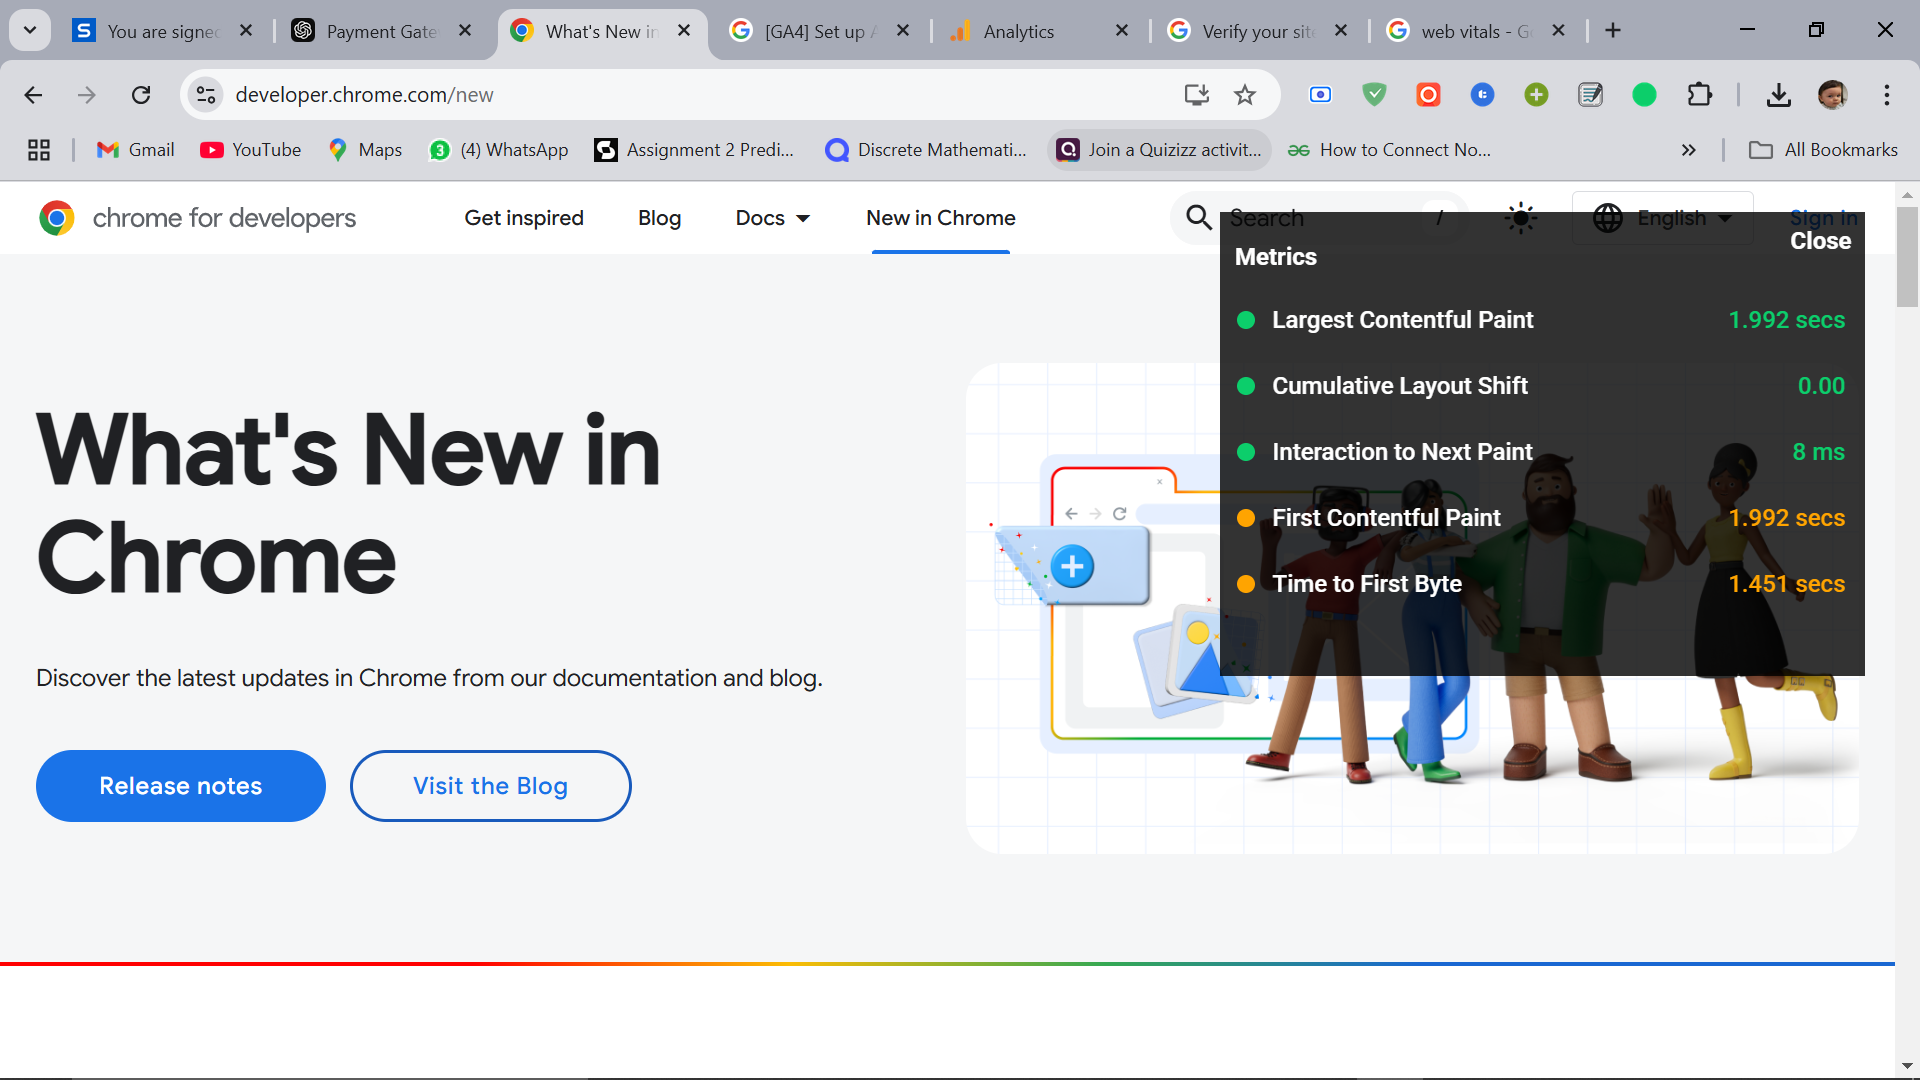 You are signed
Payment Gate
What's New in
[GA4] Set up A
Analytics
Verify your site
web vitals - Go
developer.chrome.com/new
Gmail
YouTube
Maps
3
(4) WhatsApp
Assignment 2 Predi...
Discrete Mathemati...
Join a Quizizz activit...
How to Connect No...
All Bookmarks
chrome for developers
Get inspired
Blog
Docs
New in Chrome
Search
/
English
Sign in
Close
Metrics
Largest Contentful Paint 1.992 secs
Cumulative Layout Shift 0.00
Interaction to Next Paint 8 ms
First Contentful Paint 1.992 secs
Time to First Byte 1.451 secs
What's New in
Chrome
Discover the latest updates in Chrome from our documentation and blog.
Release notes
Visit the Blog